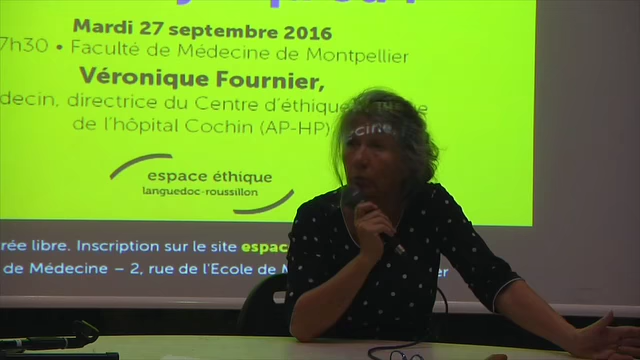 Mardi 27 septembre 2016
7h30 • Faculté de Médecine de Montpellier
Véronique Fournier,
decin, directrice du Centre d'éthique
de l'hôpital Cochin (AP-HP)
espace éthique
languedoc-roussillon
rée libre. Inscription sur le site espac
de Médecine – 2, rue de l'Ecole de M